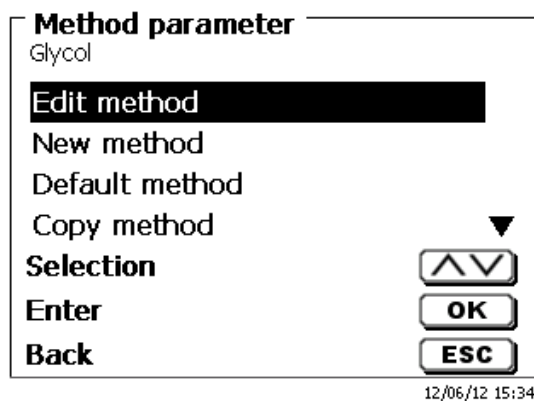 Method parameter
Glycol
Edit method
New method
Default method
Copy method
Selection
Enter OK
Back ESC
12/06/12 15:34